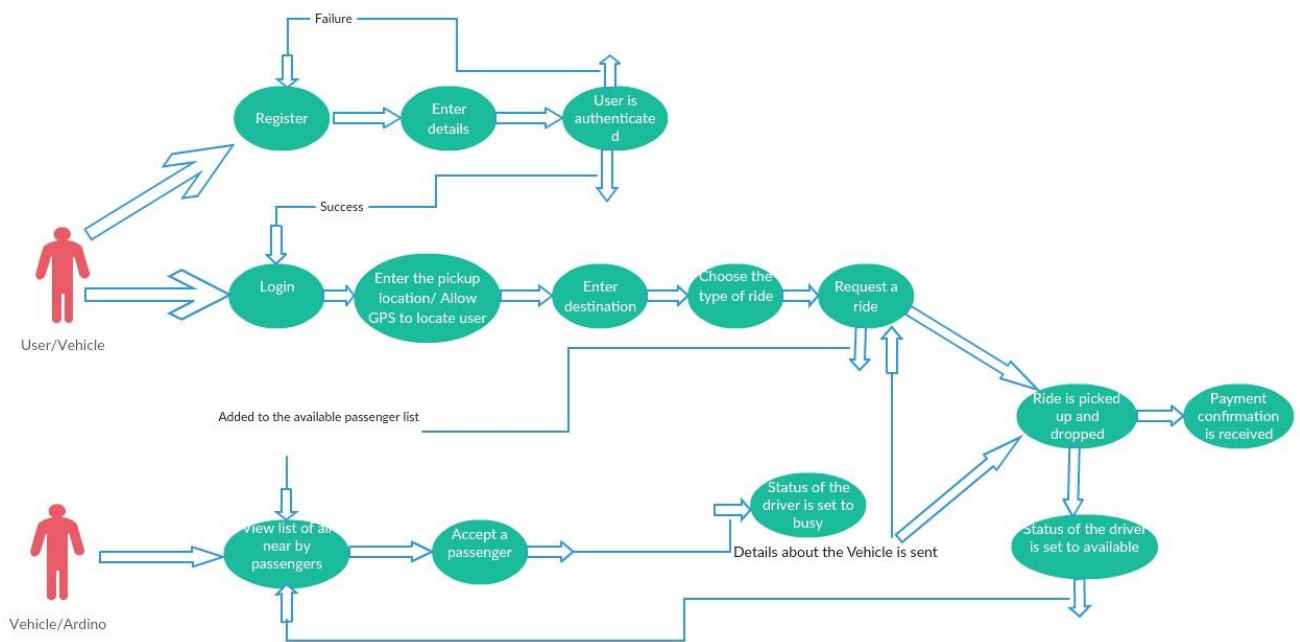 Failure
Register
Enter
details
User is
authenticate
d
Success
Login
Enter the pickup
location/ Allow
GPS to locate user
Enter
destination
Choose the
type of ride
Request a
ride
User/Vehicle
Added to the available passenger list
Ride is picked
up and
dropped
Payment
confirmation
is received
Status of the
driver is set to
busy
View list of all
near by
passengers
Accept a
passenger
Details about the Vehicle is sent
Status of the driver
is set to available
Vehicle/Ardino